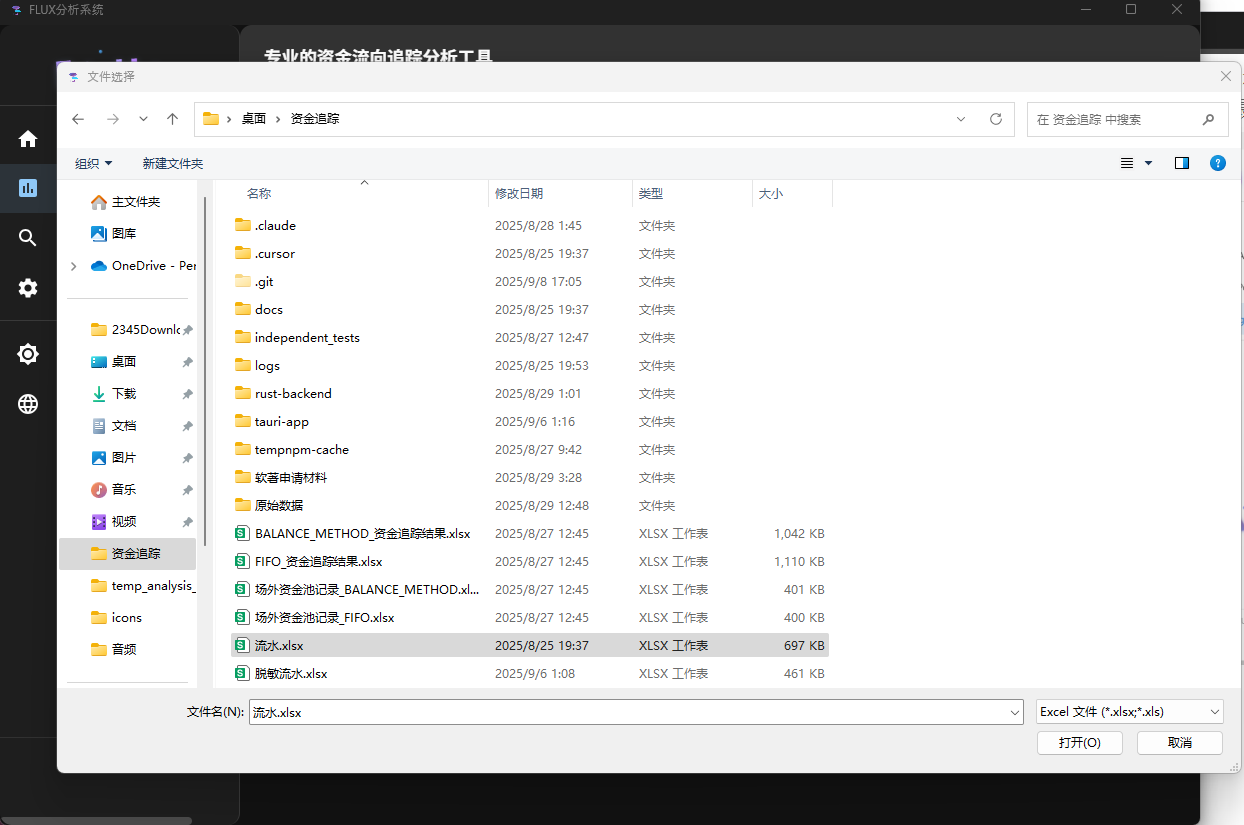 FLUX分析系统
专业的资金流向追踪分析工具
文件选择
桌面 › 资金追踪
在 资金追踪 中搜索
组织 新建文件夹
主文件夹
图库
OneDrive - Per
2345Downlo
桌面
下载
文档
图片
音乐
视频
资金追踪
temp_analysis_
icons
音频
名称 修改日期 类型 大小
.claude 2025/8/28 1:45 文件夹
.cursor 2025/8/25 19:37 文件夹
.git 2025/9/8 17:05 文件夹
docs 2025/8/25 19:37 文件夹
independent_tests 2025/8/27 12:47 文件夹
logs 2025/8/25 19:53 文件夹
rust-backend 2025/8/29 1:01 文件夹
tauri-app 2025/9/6 1:16 文件夹
tempnpm-cache 2025/8/27 9:42 文件夹
软著申请材料 2025/8/29 3:28 文件夹
原始数据 2025/8/29 12:48 文件夹
BALANCE_METHOD_资金追踪结果.xlsx 2025/8/27 12:45 XLSX 工作表 1,042 KB
FIFO_资金追踪结果.xlsx 2025/8/27 12:45 XLSX 工作表 1,110 KB
场外资金池记录_BALANCE_METHOD.xl... 2025/8/27 12:45 XLSX 工作表 401 KB
场外资金池记录_FIFO.xlsx 2025/8/27 12:45 XLSX 工作表 400 KB
流水.xlsx 2025/8/25 19:37 XLSX 工作表 697 KB
脱敏流水.xlsx 2025/9/6 1:08 XLSX 工作表 461 KB
文件名(N): 流水.xlsx Excel 文件 (*.xlsx;*.xls)
打开(O) 取消